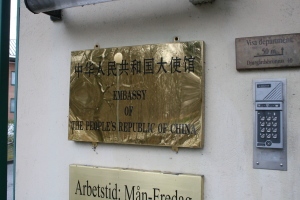 中华人民共和国大使馆
EMBASSY
OF
THE PEOPLE'S REPUBLIC OF CHINA
Arbetstid: Mån-Fredag